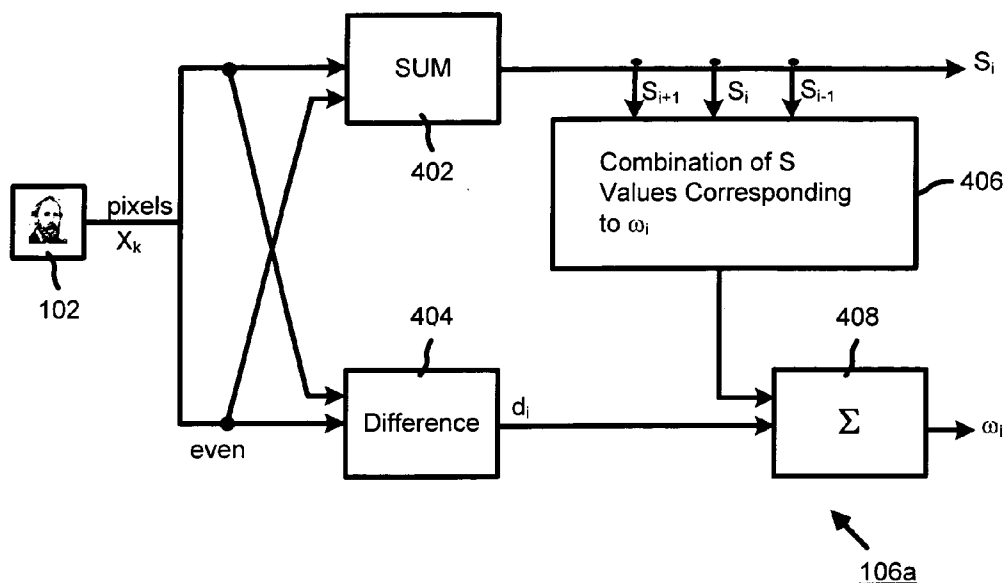 SUM
402
S_i
S_{i+1}
S_i
S_{i-1}
Combination of S
Values Corresponding
to ω_i
406
pixels
X_k
102
even
404
Difference
d_i
408
Σ
ω_i
106a